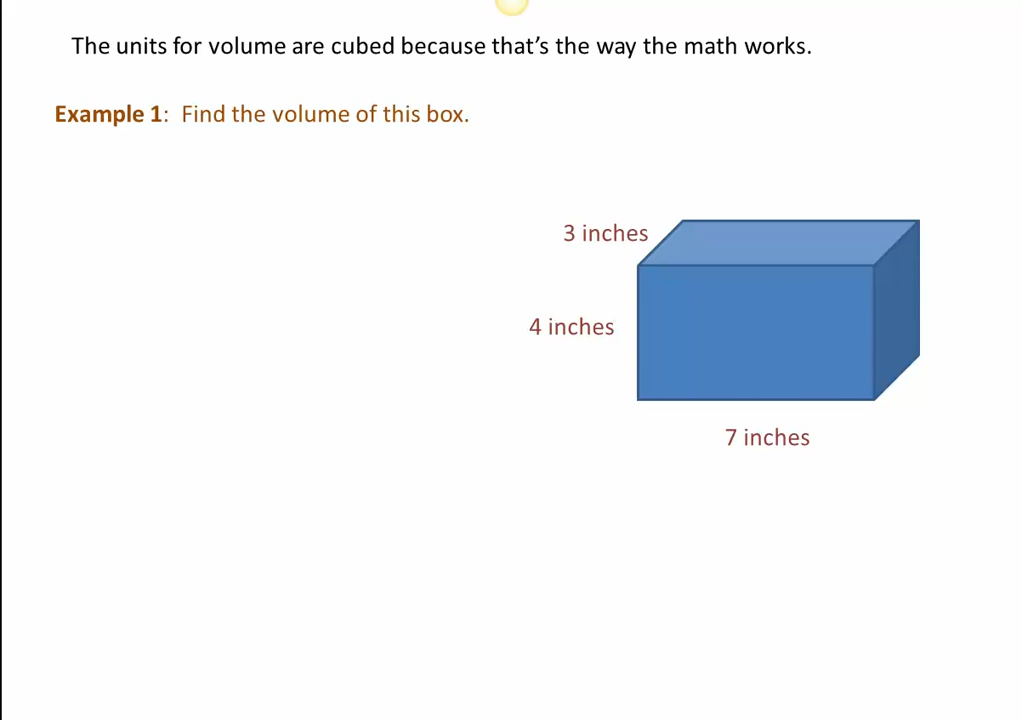 The units for volume are cubed because that’s the way the math works.
Example 1:  Find the volume of this box.
3 inches
4 inches
7 inches